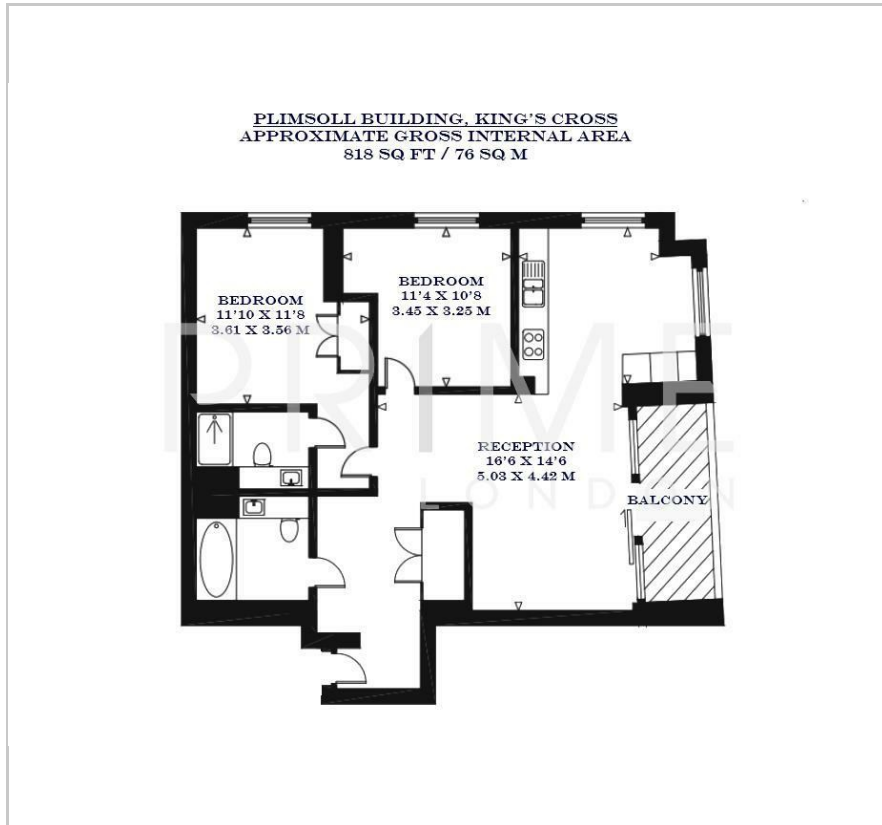 PLIMSOLL BUILDING, KING'S CROSS
APPROXIMATE GROSS INTERNAL AREA
818 SQ FT / 76 SQ M
BEDROOM
11'10 X 11'8
3.61 X 3.56 M
BEDROOM
11'4 X 10'8
3.45 X 3.25 M
PRIME
LONDON
RECEPTION
16'6 X 14'6
5.03 X 4.42 M
BALCONY